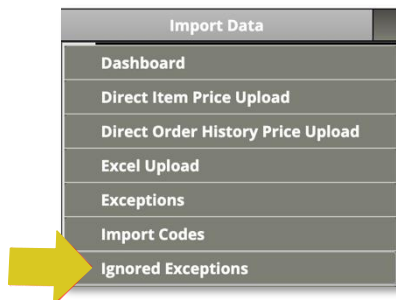 Import Data
Dashboard
Direct Item Price Upload
Direct Order History Price Upload
Excel Upload
Exceptions
Import Codes
Ignored Exceptions